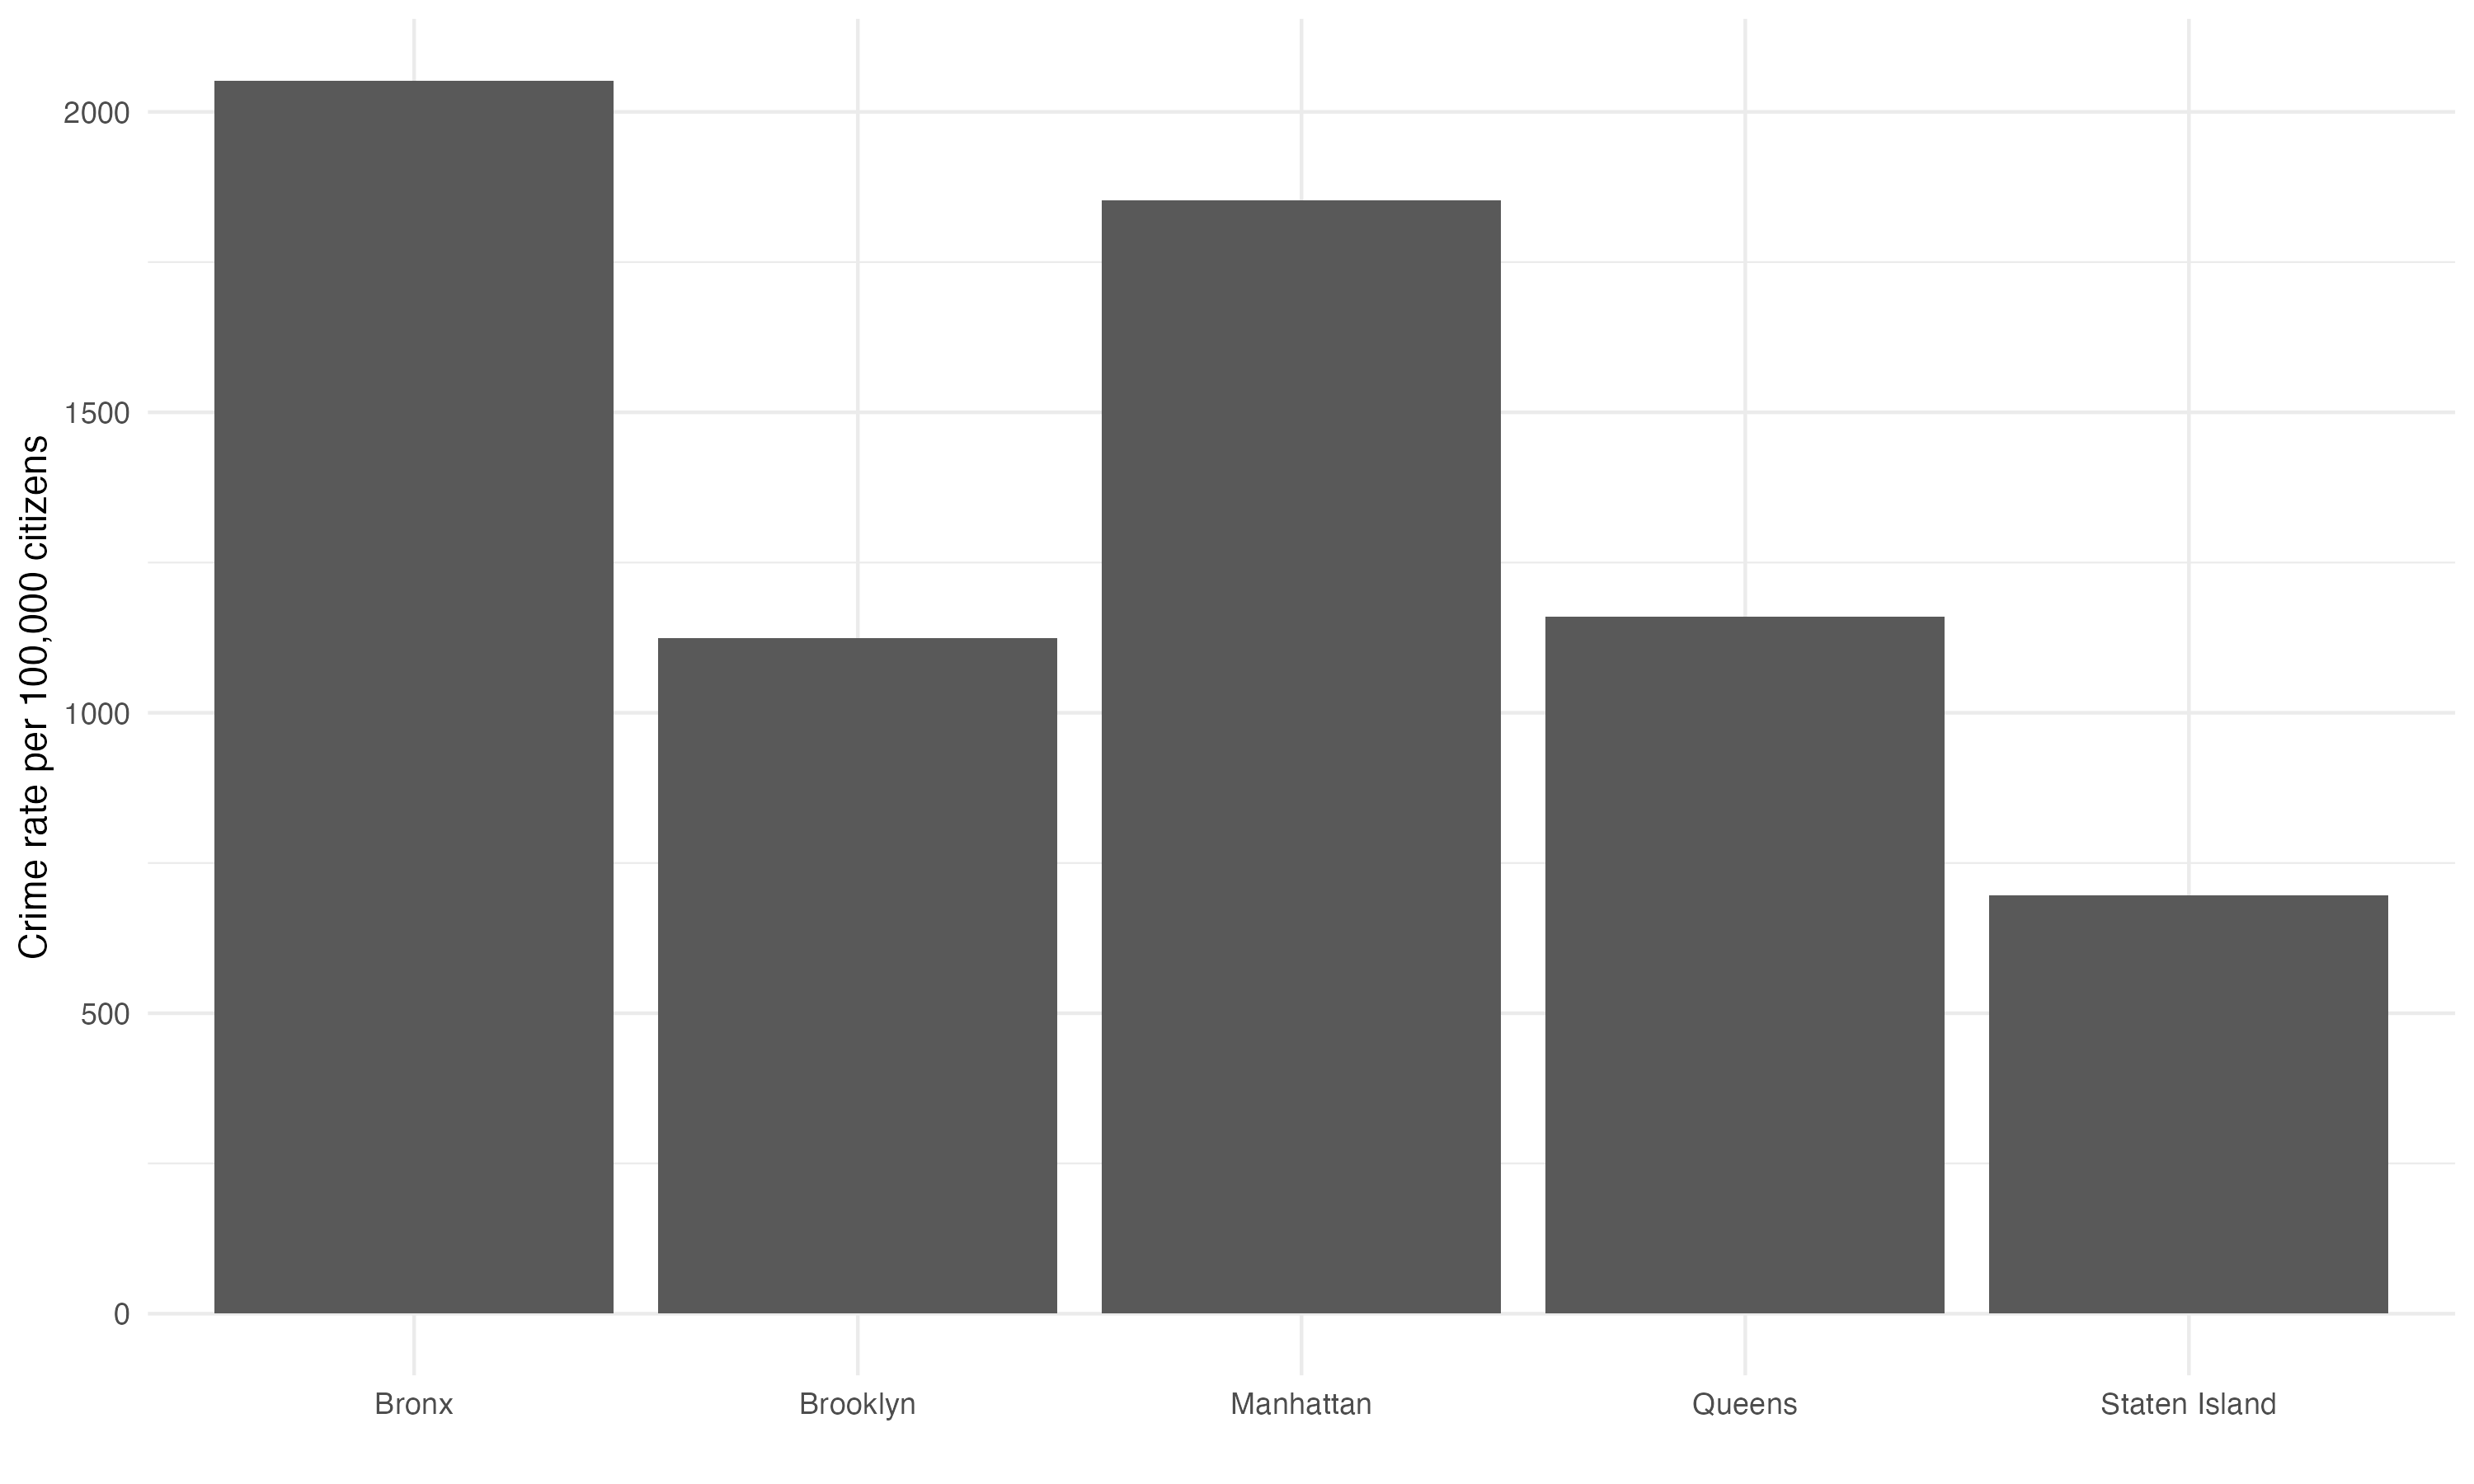 Crime rate per 100,000 citizens
2000
1500
1000
500
0
Bronx Brooklyn Manhattan Queens Staten Island